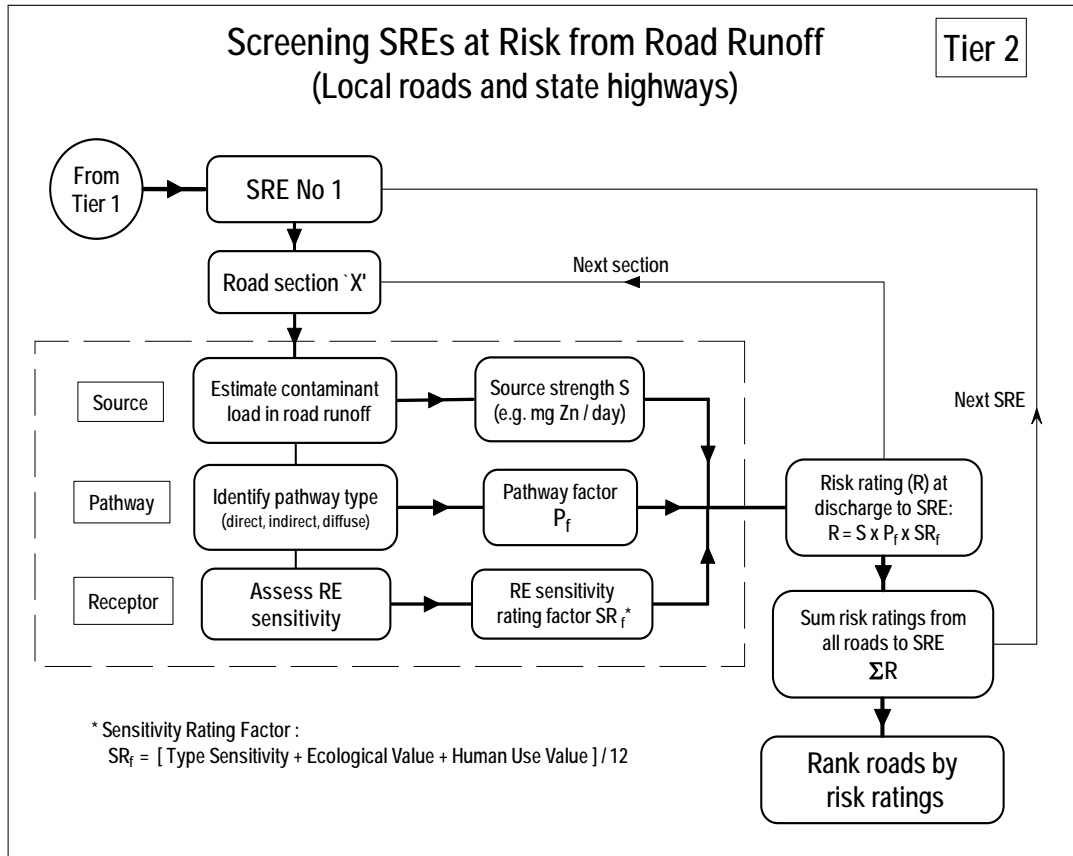 Screening SREs at Risk from Road Runoff
(Local roads and state highways)
Tier 2
From
Tier 1
SRE No 1
Road section `X'
Next section
Source
Estimate contaminant
load in road runoff
Source strength S
(e.g. mg Zn / day)
Next SRE
Pathway
Identify pathway type
(direct, indirect, diffuse)
Pathway factor
Pf
Risk rating (R) at
discharge to SRE:
R = S x Pf x SRf
Receptor
Assess RE
sensitivity
RE sensitivity
rating factor SRf*
Sum risk ratings from
all roads to SRE
ΣR
* Sensitivity Rating Factor :
SRf = [ Type Sensitivity + Ecological Value + Human Use Value ] / 12
Rank roads by
risk ratings